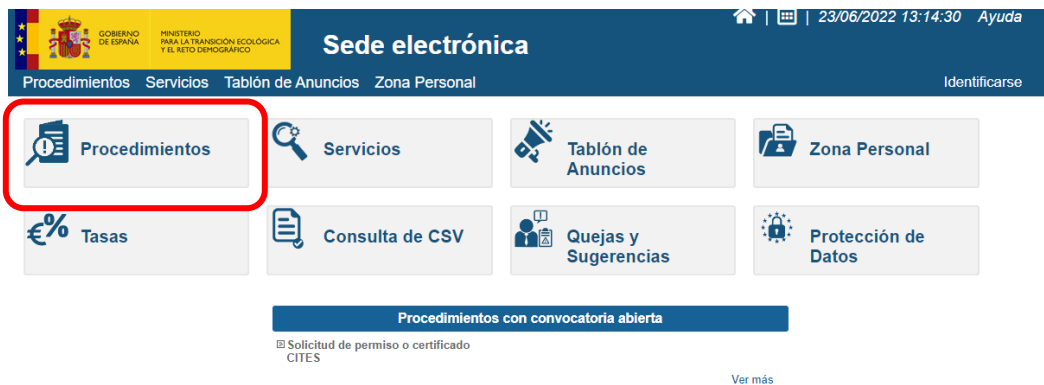 | | 23/06/2022 13:14:30 Ayuda
GOBIERNO
DE ESPAÑA
MINISTERIO
PARA LA TRANSICIÓN ECOLÓGICA
Y EL RETO DEMOGRÁFICO
Sede electrónica
Procedimientos Servicios Tablón de Anuncios Zona Personal Identificarse
Procedimientos
Servicios
Tablón de
Anuncios
Zona Personal
€% Tasas
Consulta de CSV
Quejas y
Sugerencias
Protección de
Datos
Procedimientos con convocatoria abierta
Solicitud de permiso o certificado
CITES
Ver más